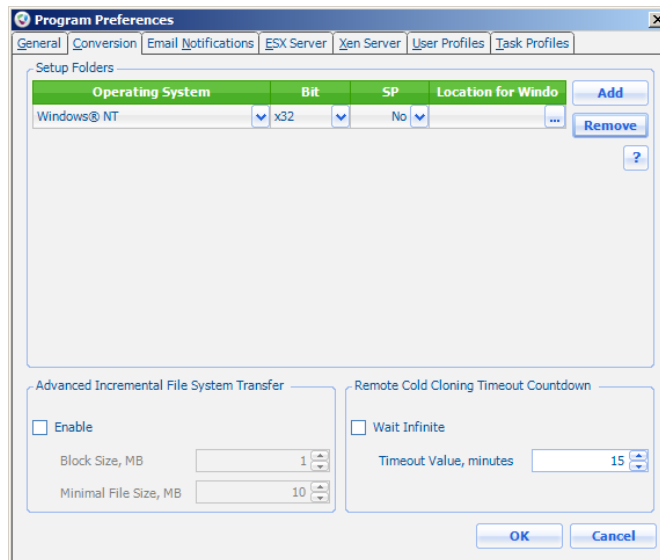 Program Preferences
General Conversion Email Notifications ESX Server Xen Server User Profiles Task Profiles
Setup Folders
Operating System Bit SP Location for Windo Add
Windows® NT x32 No ... Remove
?
Advanced Incremental File System Transfer
Enable
Block Size, MB 1
Minimal File Size, MB 10
Remote Cold Cloning Timeout Countdown
Wait Infinite
Timeout Value, minutes 15
OK Cancel